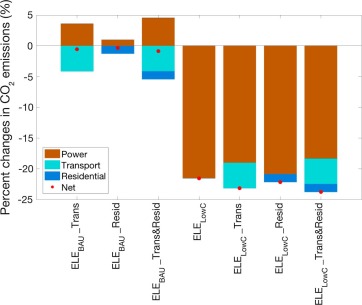 Percent changes in CO2 emissions (%)
5
0
-5
-10
-15
-20
-25
Power
Transport
Residential
Net
ELEBAU_Trans
ELEBAU_Resid
ELEBAU_Trans&Resid
ELELowC
ELELowC_Trans
ELELowC_Resid
ELELowC_Trans&Resid